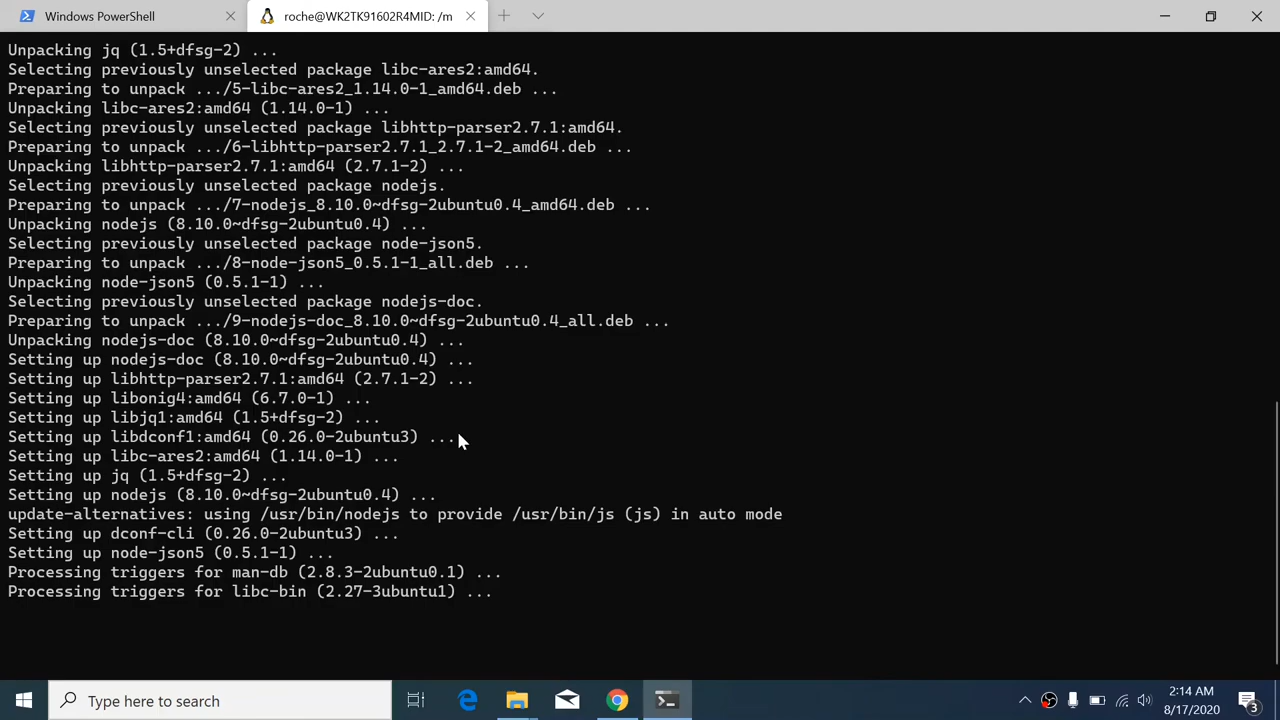 Windows PowerShell
roche@WK2TK91602R4MID: /m
Unpacking jq (1.5+dfsg-2) ...
Selecting previously unselected package libc-ares2:amd64.
Preparing to unpack .../5-libc-ares2_1.14.0-1_amd64.deb ...
Unpacking libc-ares2:amd64 (1.14.0-1) ...
Selecting previously unselected package libhttp-parser2.7.1:amd64.
Preparing to unpack .../6-libhttp-parser2.7.1_2.7.1-2_amd64.deb ...
Unpacking libhttp-parser2.7.1:amd64 (2.7.1-2) ...
Selecting previously unselected package nodejs.
Preparing to unpack .../7-nodejs_8.10.0~dfsg-2ubuntu0.4_amd64.deb ...
Unpacking nodejs (8.10.0~dfsg-2ubuntu0.4) ...
Selecting previously unselected package node-json5.
Preparing to unpack .../8-node-json5_0.5.1-1_all.deb ...
Unpacking node-json5 (0.5.1-1) ...
Selecting previously unselected package nodejs-doc.
Preparing to unpack .../9-nodejs-doc_8.10.0~dfsg-2ubuntu0.4_all.deb ...
Unpacking nodejs-doc (8.10.0~dfsg-2ubuntu0.4) ...
Setting up nodejs-doc (8.10.0~dfsg-2ubuntu0.4) ...
Setting up libhttp-parser2.7.1:amd64 (2.7.1-2) ...
Setting up libonig4:amd64 (6.7.0-1) ...
Setting up libjq1:amd64 (1.5+dfsg-2) ...
Setting up libdconf1:amd64 (0.26.0-2ubuntu3) ...
Setting up libc-ares2:amd64 (1.14.0-1) ...
Setting up jq (1.5+dfsg-2) ...
Setting up nodejs (8.10.0~dfsg-2ubuntu0.4) ...
update-alternatives: using /usr/bin/nodejs to provide /usr/bin/js (js) in auto mode
Setting up dconf-cli (0.26.0-2ubuntu3) ...
Setting up node-json5 (0.5.1-1) ...
Processing triggers for man-db (2.8.3-2ubuntu0.1) ...
Processing triggers for libc-bin (2.27-3ubuntu1) ...
Type here to search
2:14 AM
8/17/2020
3